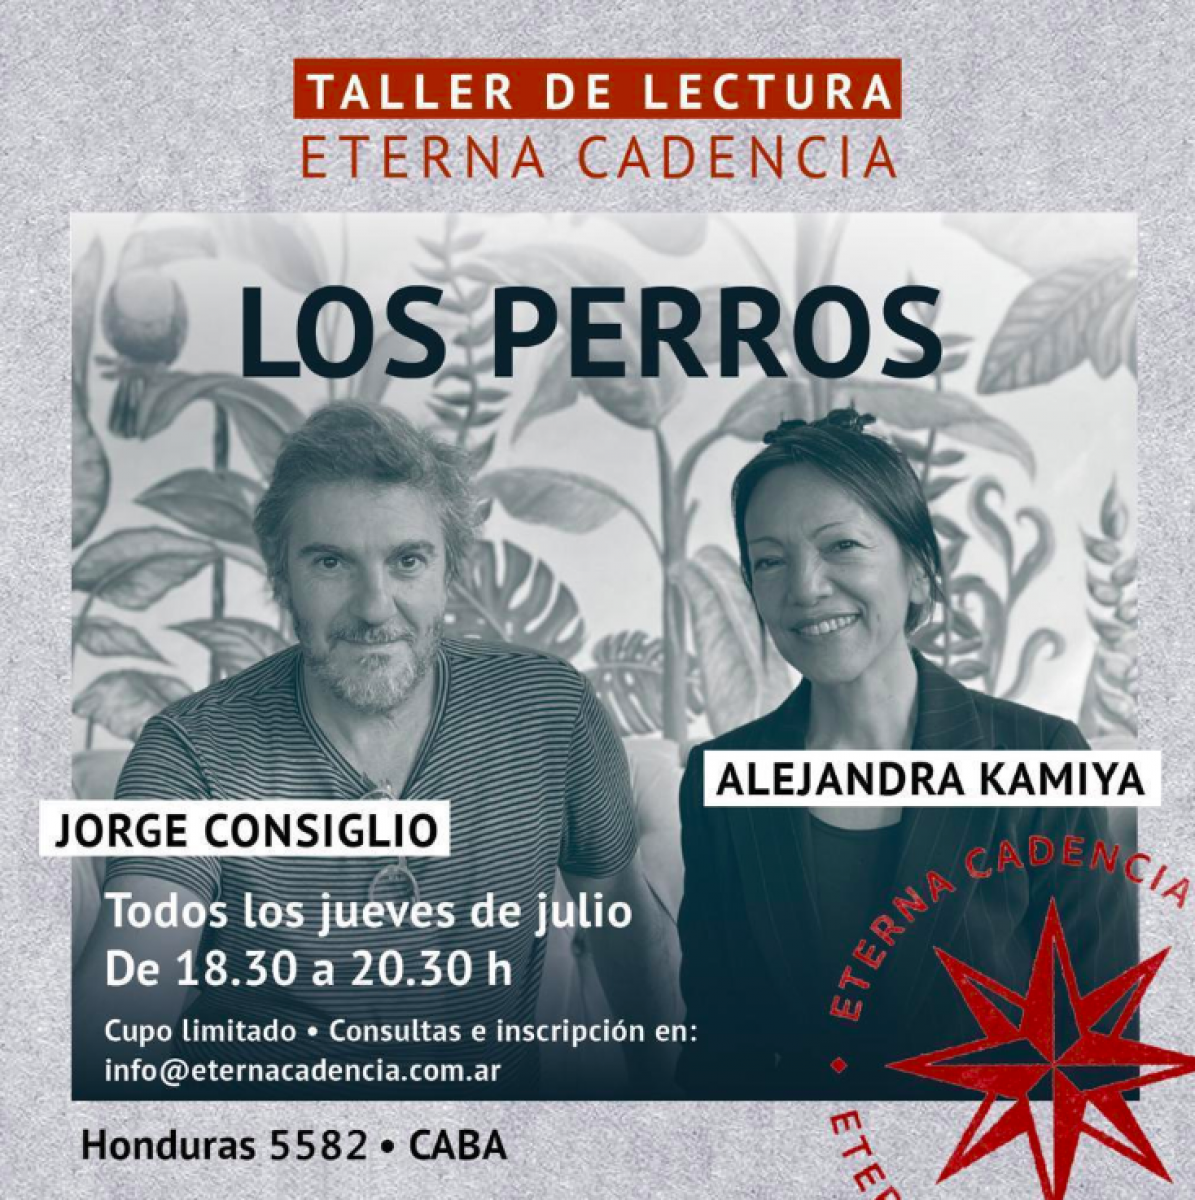 TALLER DE LECTURA
ETERNA CADENCIA
LOS PERROS
ALEJANDRA KAMIYA
JORGE CONSIGLIO
Todos los jueves de julio
De 18.30 a 20.30 h
Cupo limitado • Consultas e inscripción en:
info@eternacadencia.com.ar
Honduras 5582 • CABA
ETERNA CADENCIA